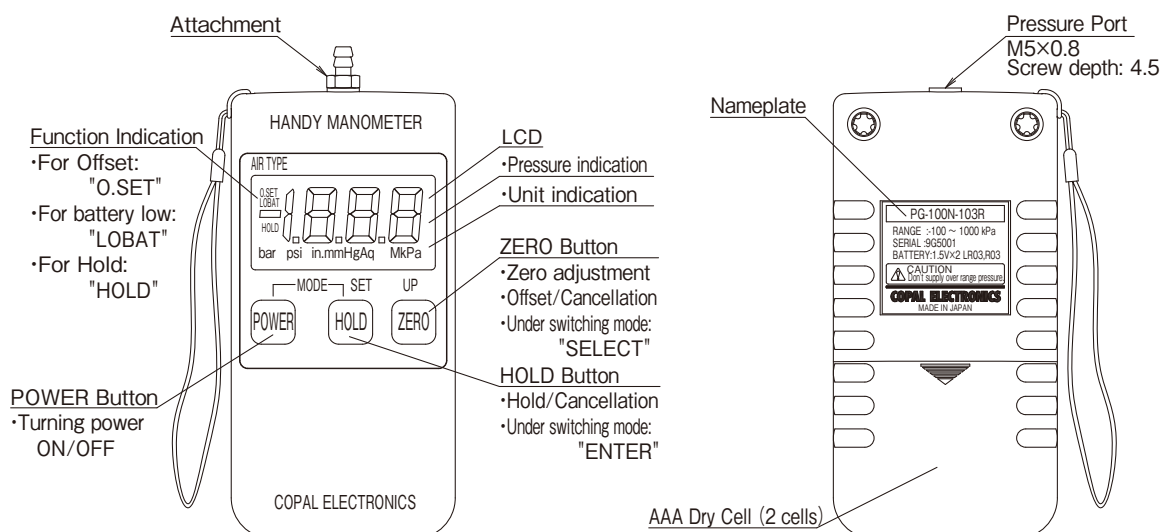 Attachment
HANDY MANOMETER
Function Indication
・For Offset:
"O.SET"
・For battery low:
"LOBAT"
・For Hold:
"HOLD"
AIR TYPE
O.SET
LOBAT
HOLD
bar psi in.mmHgAq MkPa
MODE SET UP
POWER HOLD ZERO
COPAL ELECTRONICS
POWER Button
・Turning power
ON/OFF
LCD
・Pressure indication
・Unit indication
ZERO Button
・Zero adjustment
・Offset/Cancellation
・Under switching mode:
"SELECT"
HOLD Button
・Hold/Cancellation
・Under switching mode:
"ENTER"
Pressure Port
M5×0.8
Screw depth: 4.5
Nameplate
PG-100N-103R
RANGE :-100 ~ 1000 kPa
SERIAL :9G5001
BATTERY:1.5V×2 LR03,R03
CAUTION
Don't supply over range pressure.
COPAL ELECTRONICS
MADE IN JAPAN
AAA Dry Cell (2 cells)